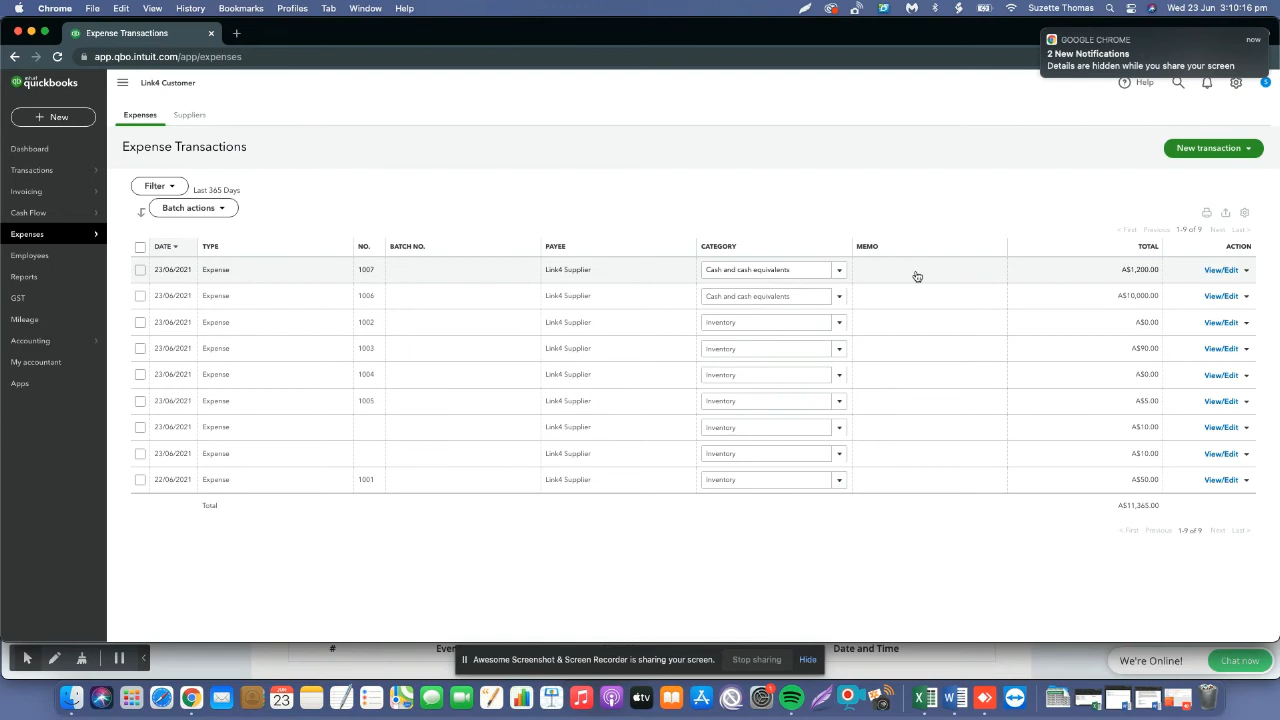 Chrome File Edit View History Bookmarks Profiles Tab Window Help Suzete Thomas Wed 23 Jun 3:10:16 pm
Expense Transactions
app.qbo.intuit.com/app/expenses
GOOGLE CHROME now
2 New Notifications
Details are hidden while you share your screen
intuit quickbooks
Link4 Customer
Help
S
New
Expenses Suppliers
Dashboard
Transactions
Invoicing
Cash Flow
Expenses
Employees
Reports
GST
Mileage
Accounting
My accountant
Apps
Expense Transactions
New transaction
Filter Last 365 Days
Batch actions
< First Previous 1-9 of 9 Next Last >
DATE TYPE NO. BATCH NO. PAYEE CATEGORY MEMO TOTAL ACTION
23/06/2021 Expense 1007 Link4 Supplier Cash and cash equivalents A$1,200.00 View/Edit
23/06/2021 Expense 1006 Link4 Supplier Cash and cash equivalents A$10,000.00 View/Edit
23/06/2021 Expense 1002 Link4 Supplier Inventory A$0.00 View/Edit
23/06/2021 Expense 1003 Link4 Supplier Inventory A$90.00 View/Edit
23/06/2021 Expense 1004 Link4 Supplier Inventory A$0.00 View/Edit
23/06/2021 Expense 1005 Link4 Supplier Inventory A$5.00 View/Edit
23/06/2021 Expense Link4 Supplier Inventory A$10.00 View/Edit
23/06/2021 Expense Link4 Supplier Inventory A$10.00 View/Edit
22/06/2021 Expense 1001 Link4 Supplier Inventory A$50.00 View/Edit
Total A$11,365.00
< First Previous 1-9 of 9 Next Last >
# Date and Time
Awesome Screenshot & Screen Recorder is sharing your screen. Stop sharing Hide
We're Online! Chat now
JUN
23
tv